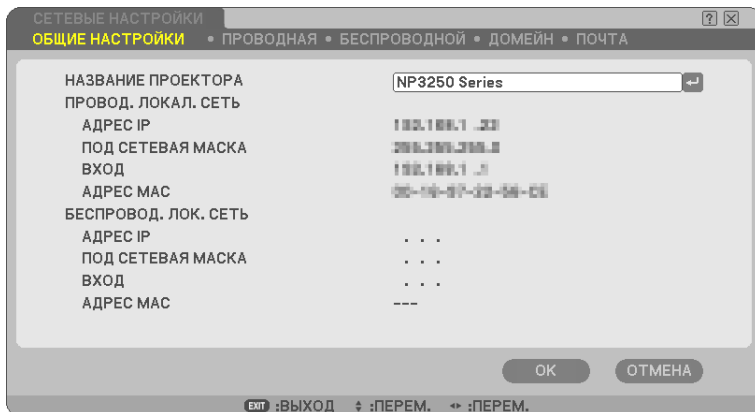 СЕТЕВЫЕ НАСТРОЙКИ
ОБЩИЕ НАСТРОЙКИ • ПРОВОДНАЯ • БЕСПРОВОДНОЙ • ДОМЕЙН • ПОЧТА
НАЗВАНИЕ ПРОЕКТОРА NP3250 Series
ПРОВОД. ЛОКАЛ. СЕТЬ
АДРЕС IP
ПОД СЕТЕВАЯ МАСКА
ВХОД
АДРЕС MAC
БЕСПРОВОД. ЛОК. СЕТЬ
АДРЕС IP . . .
ПОД СЕТЕВАЯ МАСКА . . .
ВХОД . . .
АДРЕС MAC ---
OK ОТМЕНА
EXIT :ВЫХОД :ПЕРЕМ. :ПЕРЕМ.